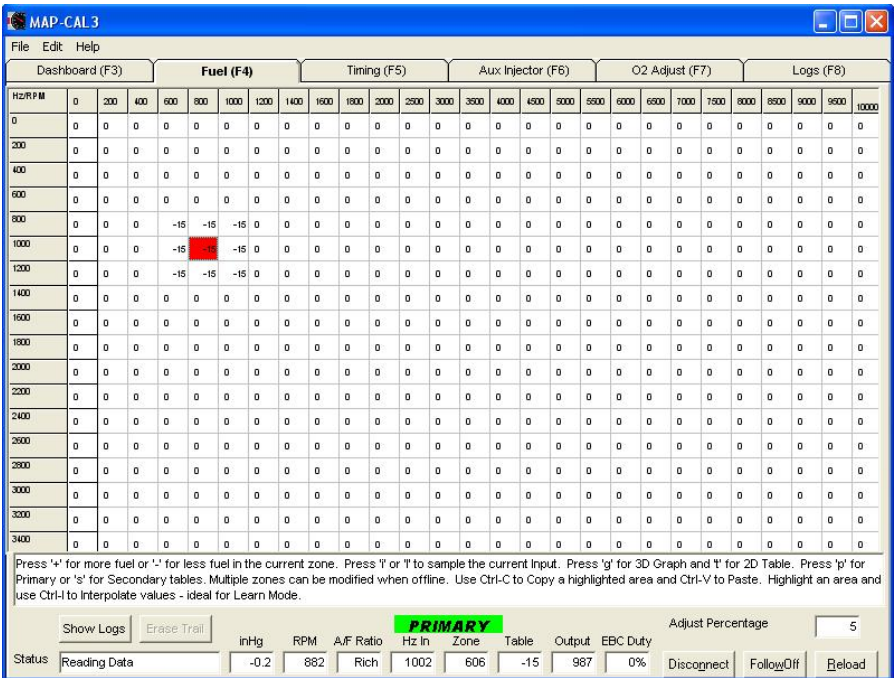 MAP-CAL3
File Edit Help
Dashboard (F3) Fuel (F4) Timing (F5) Aux Injector (F6) O2 Adjust (F7) Logs (F8)
Hz/RPM 0 200 400 600 800 1000 1200 1400 1600 1800 2000 2500 3000 3500 4000 4500 5000 5500 6000 6500 7000 7500 8000 8500 9000 9500 10000
0 0 0 0 0 0 0 0 0 0 0 0 0 0 0 0 0 0 0 0 0 0 0 0 0 0 0 0
200 0 0 0 0 0 0 0 0 0 0 0 0 0 0 0 0 0 0 0 0 0 0 0 0 0 0 0
400 0 0 0 0 0 0 0 0 0 0 0 0 0 0 0 0 0 0 0 0 0 0 0 0 0 0 0
600 0 0 0 0 0 0 0 0 0 0 0 0 0 0 0 0 0 0 0 0 0 0 0 0 0 0 0
800 0 0 0 -15 -15 -15 0 0 0 0 0 0 0 0 0 0 0 0 0 0 0 0 0 0 0 0 0
1000 0 0 0 -15 -15 -15 0 0 0 0 0 0 0 0 0 0 0 0 0 0 0 0 0 0 0 0 0
1200 0 0 0 -15 -15 -15 0 0 0 0 0 0 0 0 0 0 0 0 0 0 0 0 0 0 0 0 0
1400 0 0 0 0 0 0 0 0 0 0 0 0 0 0 0 0 0 0 0 0 0 0 0 0 0 0 0
1600 0 0 0 0 0 0 0 0 0 0 0 0 0 0 0 0 0 0 0 0 0 0 0 0 0 0 0
1800 0 0 0 0 0 0 0 0 0 0 0 0 0 0 0 0 0 0 0 0 0 0 0 0 0 0 0
2000 0 0 0 0 0 0 0 0 0 0 0 0 0 0 0 0 0 0 0 0 0 0 0 0 0 0 0
2200 0 0 0 0 0 0 0 0 0 0 0 0 0 0 0 0 0 0 0 0 0 0 0 0 0 0 0
2400 0 0 0 0 0 0 0 0 0 0 0 0 0 0 0 0 0 0 0 0 0 0 0 0 0 0 0
2600 0 0 0 0 0 0 0 0 0 0 0 0 0 0 0 0 0 0 0 0 0 0 0 0 0 0 0
2800 0 0 0 0 0 0 0 0 0 0 0 0 0 0 0 0 0 0 0 0 0 0 0 0 0 0 0
3000 0 0 0 0 0 0 0 0 0 0 0 0 0 0 0 0 0 0 0 0 0 0 0 0 0 0 0
3200 0 0 0 0 0 0 0 0 0 0 0 0 0 0 0 0 0 0 0 0 0 0 0 0 0 0 0
3400 0 0 0 0 0 0 0 0 0 0 0 0 0 0 0 0 0 0 0 0 0 0 0 0 0 0 0
Press '+' for more fuel or '-' for less fuel in the current zone. Press 'i' or 'I' to sample the current Input. Press 'g' for 3D Graph and 't' for 2D Table. Press 'p' for
Primary or 's' for Secondary tables. Multiple zones can be modified when offline. Use Ctrl-C to Copy a highlighted area and Ctrl-V to Paste. Highlight an area and
use Ctrl-I to Interpolate values - ideal for Learn Mode.
Show Logs Erase Trail PRIMARY Adjust Percentage 5
inHg RPM A/F Ratio Hz In Zone Table Output EBC Duty
Status Reading Data -0.2 882 Rich 1002 606 -15 987 0% Disconnect FollowOff Reload